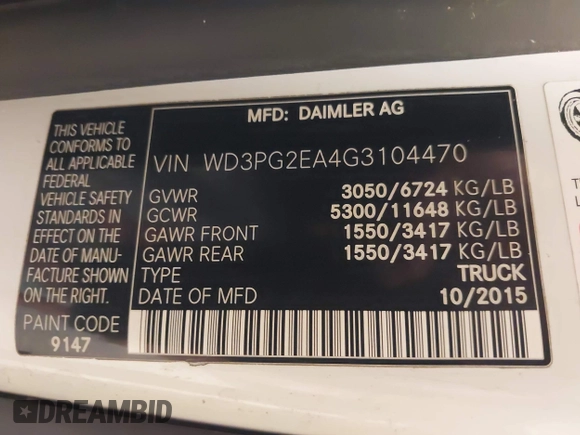 MFD: DAIMLER AG
THIS VEHICLE
CONFORMS TO
ALL APPLICABLE
FEDERAL
VEHICLE SAFETY
STANDARDS IN
EFFECT ON THE
DATE OF MANU-
FACTURE SHOWN
ON THE RIGHT.
PAINT CODE
9147
VIN WD3PG2EA4G3104470
GVWR 3050/6724 KG/LB
GCWR 5300/11648 KG/LB
GAWR FRONT 1550/3417 KG/LB
GAWR REAR 1550/3417 KG/LB
TYPE TRUCK
DATE OF MFD 10/2015
DREAMBID